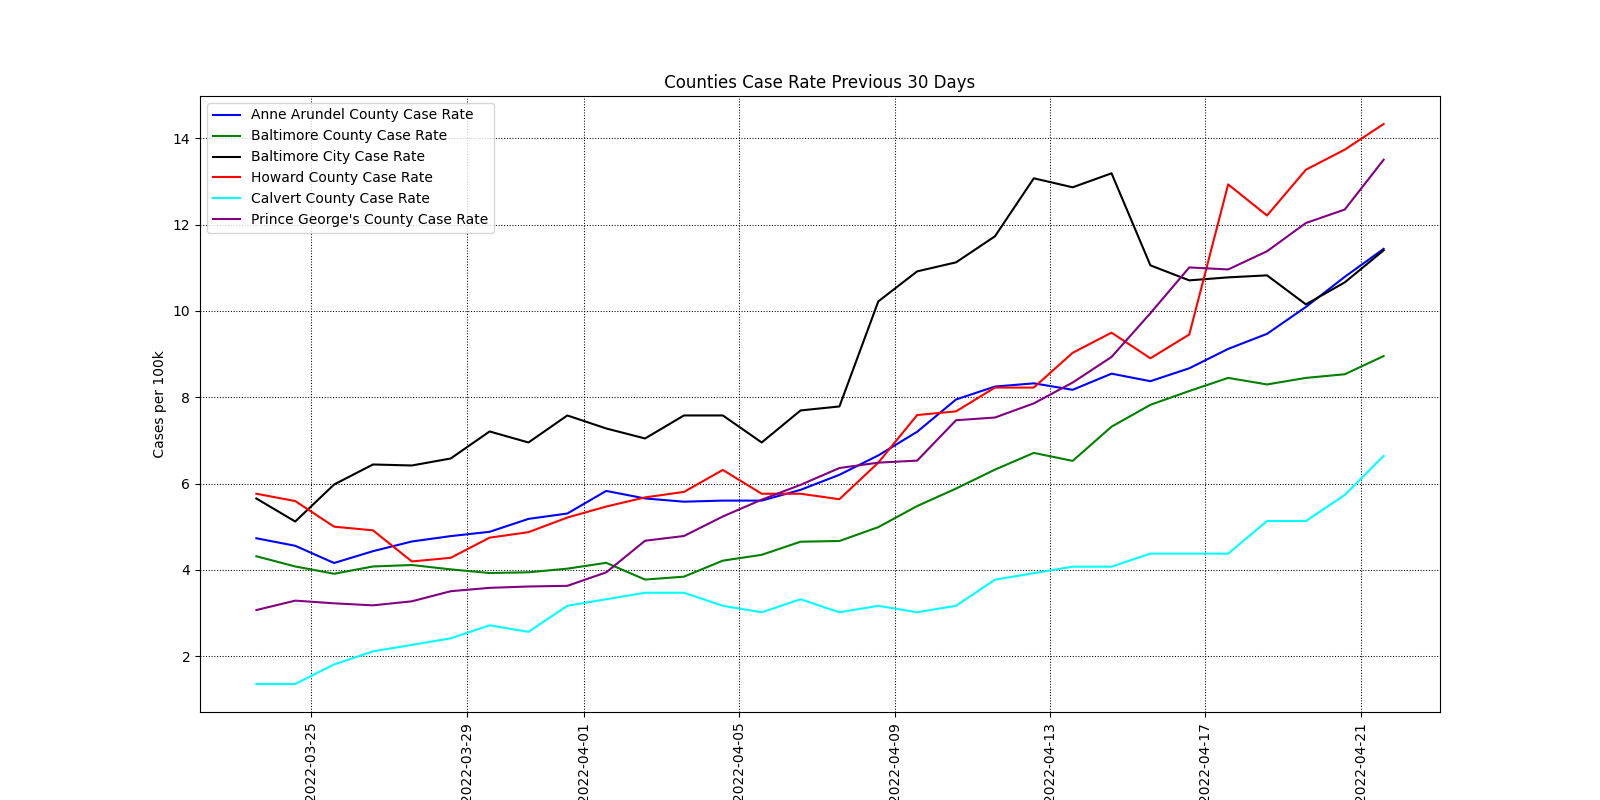 Counties Case Rate Previous 30 Days
Anne Arundel County Case Rate
Baltimore County Case Rate
Baltimore City Case Rate
Howard County Case Rate
Calvert County Case Rate
Prince George's County Case Rate
Cases per 100k
14
12
10
8
6
4
2
2022-03-25
2022-03-29
2022-04-01
2022-04-05
2022-04-09
2022-04-13
2022-04-17
2022-04-21